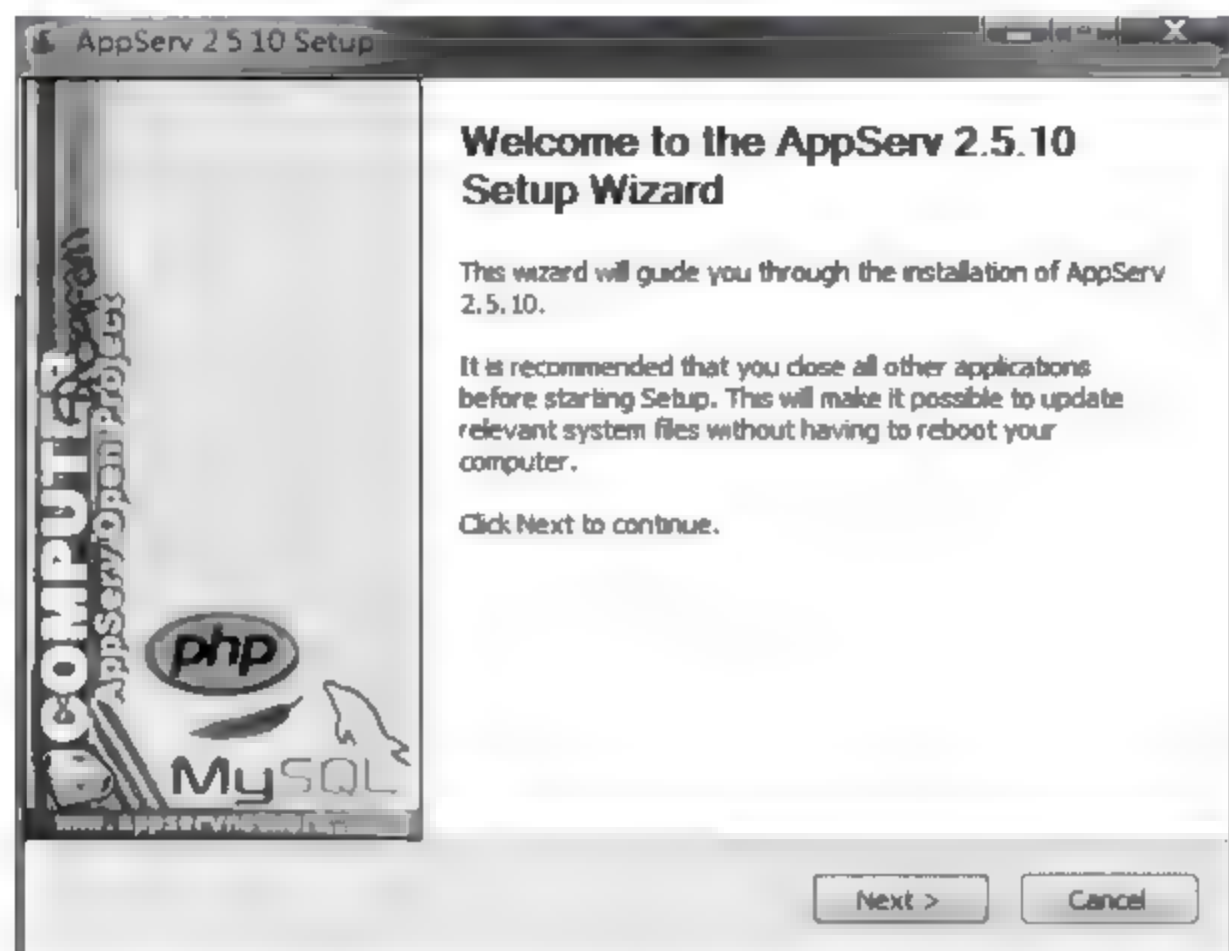 AppServ 2 5 10 Setup
Welcome to the AppServ 2.5.10
Setup Wizard
This wizard will guide you through the installation of AppServ
2.5.10.
It is recommended that you close all other applications
before starting Setup. This will make it possible to update
relevant system files without having to reboot your
computer.
Click Next to continue.
COMPUTER
AppServ Open Project
php
MySQL
Next >
Cancel